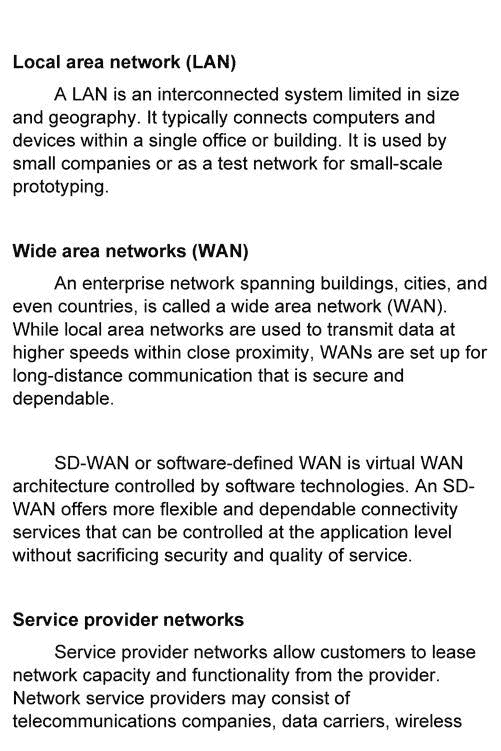 Local area network (LAN)
A LAN is an interconnected system limited in size
and geography. It typically connects computers and
devices within a single office or building. It is used by
small companies or as a test network for small-scale
prototyping.
Wide area networks (WAN)
An enterprise network spanning buildings, cities, and
even countries, is called a wide area network (WAN).
While local area networks are used to transmit data at
higher speeds within close proximity, WANs are set up for
long-distance communication that is secure and
dependable.
SD-WAN or software-defined WAN is virtual WAN
architecture controlled by software technologies. An SD-
WAN offers more flexible and dependable connectivity
services that can be controlled at the application level
without sacrificing security and quality of service.
Service provider networks
Service provider networks allow customers to lease
network capacity and functionality from the provider.
Network service providers may consist of
telecommunications companies, data carriers, wireless